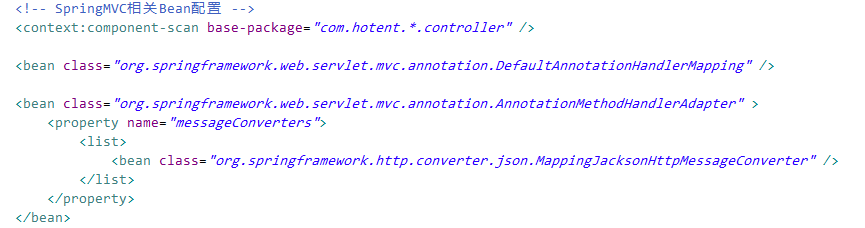 <!-- SpringMVC相关Bean配置 -->
<context:component-scan base-package="com.hotent.*.controller" />
<bean class="org.springframework.web.servlet.mvc.annotation.DefaultAnnotationHandlerMapping" />
<bean class="org.springframework.web.servlet.mvc.annotation.AnnotationMethodHandlerAdapter" >
<property name="messageConverters">
<list>
<bean class="org.springframework.http.converter.json.MappingJacksonHttpMessageConverter" />
</list>
</property>
</bean>